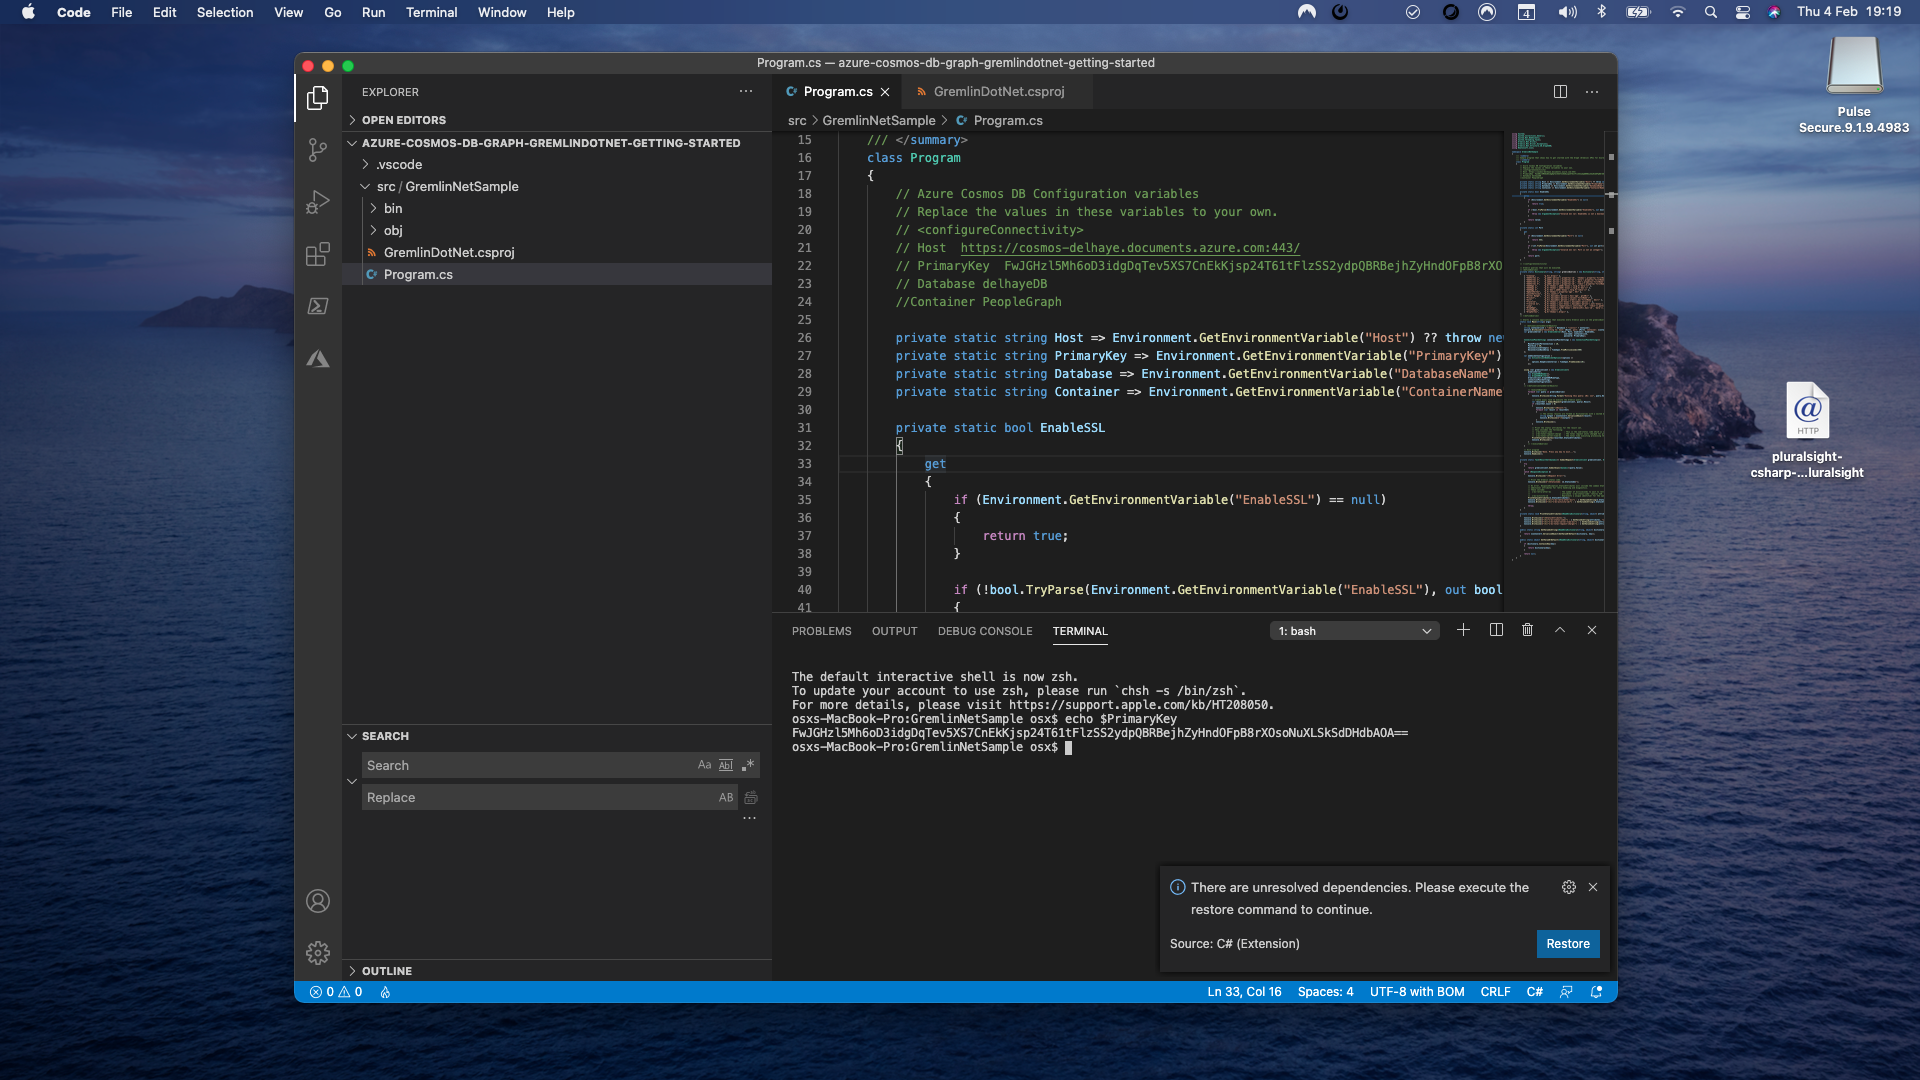 Code File Edit Selection View Go Run Terminal Window Help
4 Thu 4 Feb 19:19
Program.cs — azure-cosmos-db-graph-gremlindotnet-getting-started
EXPLORER
OPEN EDITORS
AZURE-COSMOS-DB-GRAPH-GREMLINDOTNET-GETTING-STARTED
.vscode
src / GremlinNetSample
bin
obj
GremlinDotNet.csproj
Program.cs
SEARCH
Search Aa Abl .*
Replace AB
OUTLINE
Program.cs GremlinDotNet.csproj
src > GremlinNetSample > Program.cs
15 /// </summary>
16 class Program
17 {
18 // Azure Cosmos DB Configuration variables
19 // Replace the values in these variables to your own.
20 // <configureConnectivity>
21 // Host https://cosmos-delhaye.documents.azure.com:443/
22 // PrimaryKey FwJGHzl5Mh6oD3idgDqTev5XS7CnEkKjsp24T61tFlzSS2ydpQBRBejhZyHndOFpB8rXO
23 // Database delhayeDB
24 //Container PeopleGraph
25
26 private static string Host => Environment.GetEnvironmentVariable("Host") ?? throw ne
27 private static string PrimaryKey => Environment.GetEnvironmentVariable("PrimaryKey")
28 private static string Database => Environment.GetEnvironmentVariable("DatabaseName")
29 private static string Container => Environment.GetEnvironmentVariable("ContainerName
30
31 private static bool EnableSSL
32 {
33 get
34 {
35 if (Environment.GetEnvironmentVariable("EnableSSL") == null)
36 {
37 return true;
38 }
39
40 if (!bool.TryParse(Environment.GetEnvironmentVariable("EnableSSL"), out bool
41 {
PROBLEMS OUTPUT DEBUG CONSOLE TERMINAL 1: bash
The default interactive shell is now zsh.
To update your account to use zsh, please run `chsh -s /bin/zsh`.
For more details, please visit https://support.apple.com/kb/HT208050.
osxs-MacBook-Pro:GremlinNetSample osx$ echo $PrimaryKey
FwJGHzl5Mh6oD3idgDqTev5XS7CnEkKjsp24T61tFlzSS2ydpQBRBejhZyHndOFpB8rXOsoNuXLSkSdDHdbAOA==
osxs-MacBook-Pro:GremlinNetSample osx$
There are unresolved dependencies. Please execute the
restore command to continue.
Source: C# (Extension) Restore
0 0 Ln 33, Col 16 Spaces: 4 UTF-8 with BOM CRLF C#
Pulse
Secure.9.1.9.4983
HTTP
pluralsight-
csharp-...luralsight